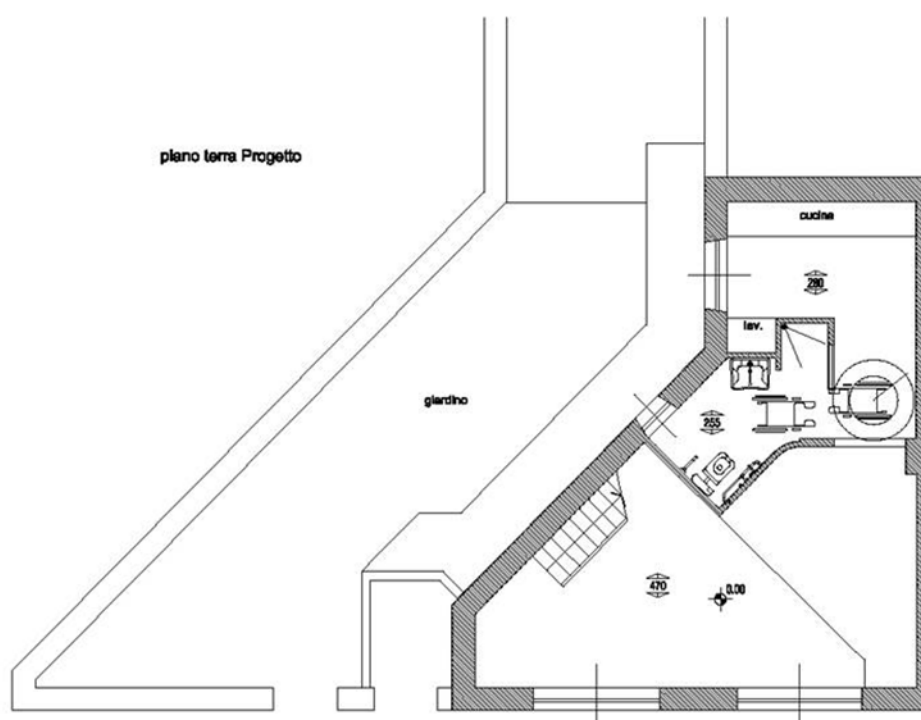 piano terra Progetto
cucina
280
lav.
giardino
255
470
0.00